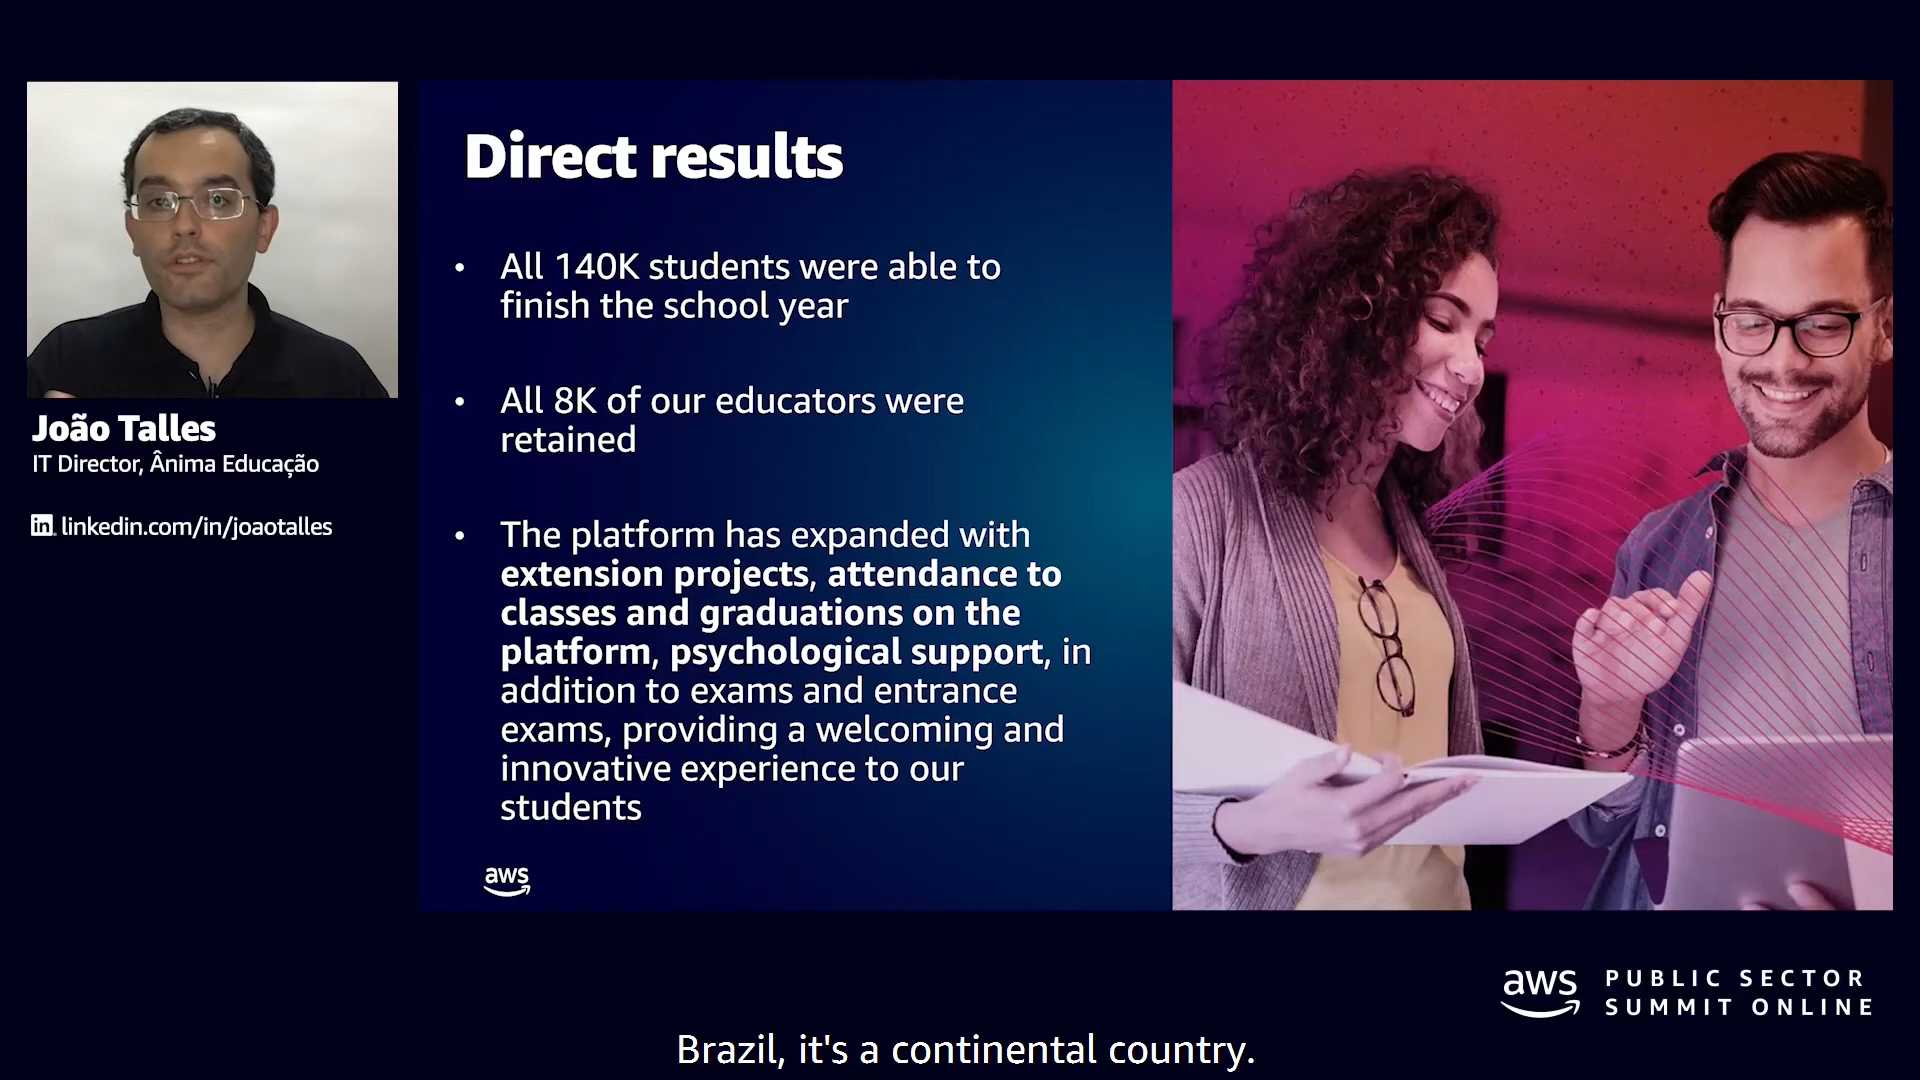 João Talles
IT Director, Ânima Educação
in linkedin.com/in/joaotalles
Direct results
• All 140K students were able to
finish the school year
• All 8K of our educators were
retained
• The platform has expanded with
extension projects, attendance to
classes and graduations on the
platform, psychological support, in
addition to exams and entrance
exams, providing a welcoming and
innovative experience to our
students
aws
aws PUBLIC SECTOR
SUMMIT ONLINE
Brazil, it's a continental country.